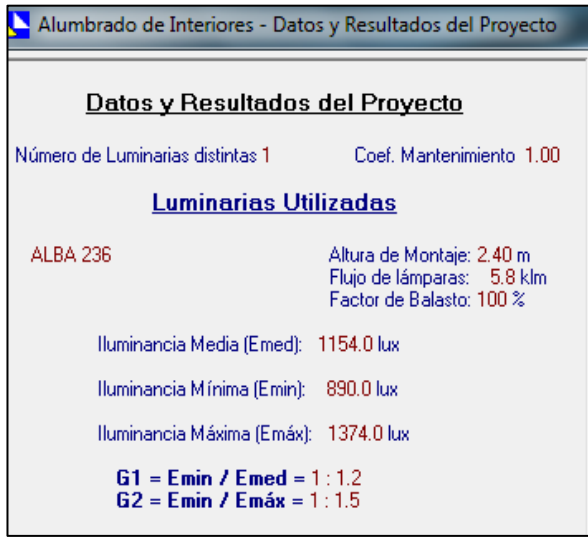 Alumbrado de Interiores - Datos y Resultados del Proyecto
Datos y Resultados del Proyecto
Número de Luminarias distintas 1 Coef. Mantenimiento 1.00
Luminarias Utilizadas
ALBA 236 Altura de Montaje: 2.40 m
Flujo de lámparas: 5.8 klm
Factor de Balasto: 100 %
Iluminancia Media (Emed): 1154.0 lux
Iluminancia Mínima (Emin): 890.0 lux
Iluminancia Máxima (Emáx): 1374.0 lux
G1 = Emin / Emed = 1 : 1.2
G2 = Emin / Emáx = 1 : 1.5